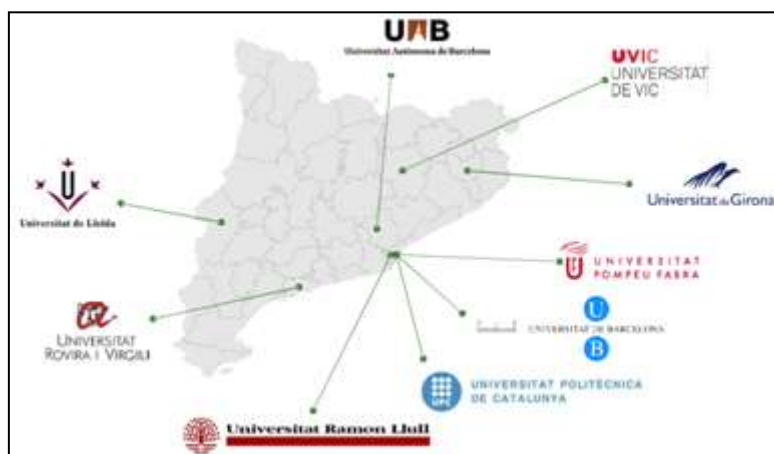 UAB
Universitat Autònoma de Barcelona
UVIC
UNIVERSITAT
DE VIC
U
Universitat de Lleida
Universitat de Girona
UNIVERSITAT
POMPEU FABRA
U
UNIVERSITAT DE BARCELONA
B
UNIVERSITAT
ROVIRA I VIRGILI
UPC
UNIVERSITAT POLITÈCNICA
DE CATALUNYA
Universitat Ramon Llull